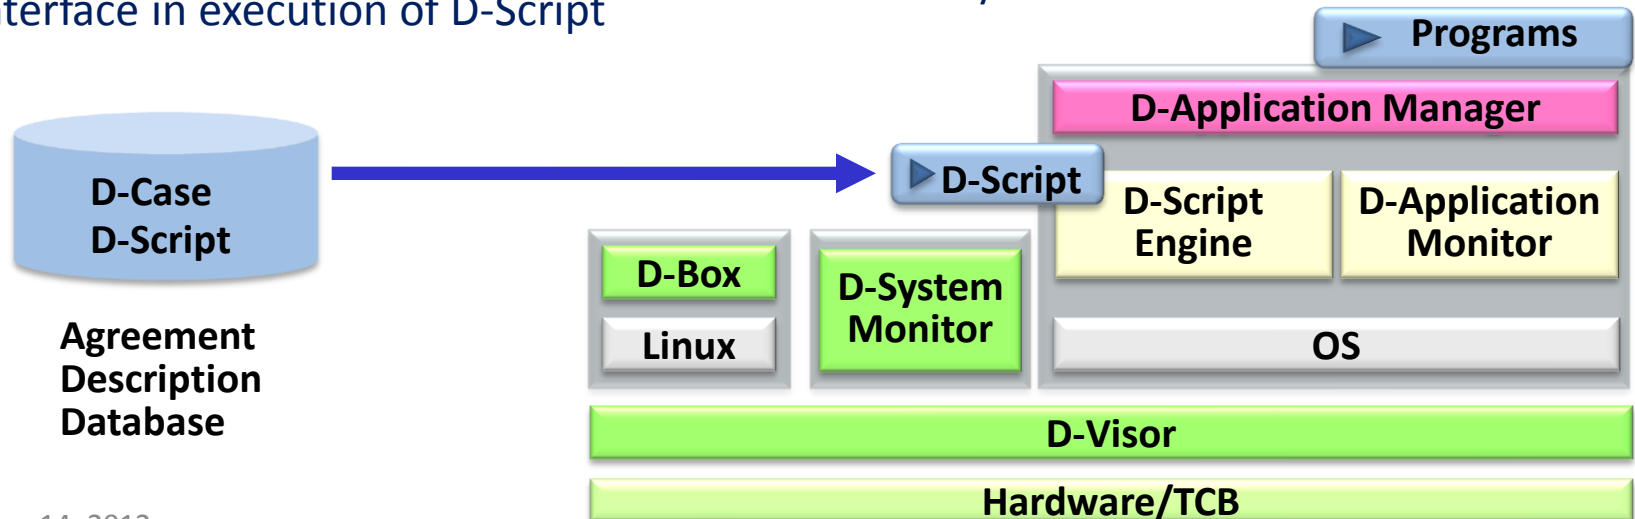 interface in execution of D-Script
Programs
D-Application Manager
D-Script
D-Case
D-Script
D-Script
Engine
D-Application
Monitor
D-Box
D-System
Monitor
Linux
OS
Agreement
Description
Database
D-Visor
Hardware/TCB